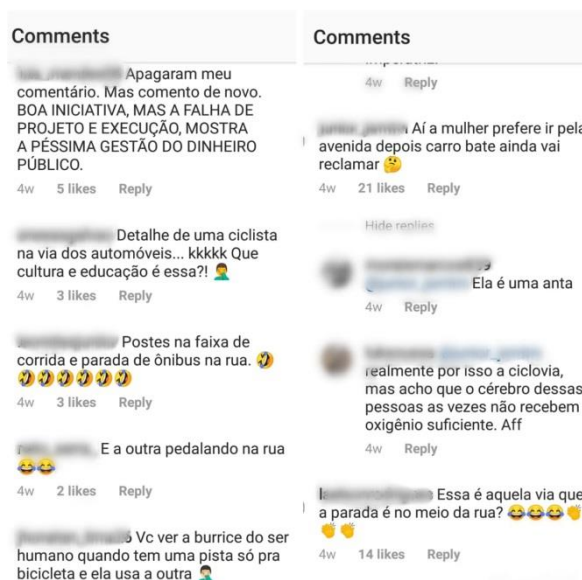 Comments
Apagaram meu
comentário. Mas comento de novo.
BOA INICIATIVA, MAS A FALHA DE
PROJETO E EXECUÇÃO, MOSTRA
A PÉSSIMA GESTÃO DO DINHEIRO
PÚBLICO.
4w 5 likes Reply
Detalhe de uma ciclista
na via dos automóveis... kkkkk Que
cultura e educação é essa?! 🤦‍♂️
4w 3 likes Reply
Postes na faixa de
corrida e parada de ônibus na rua. 🤣
🤣🤣🤣🤣🤣
4w 3 likes Reply
E a outra pedalando na rua
😂😂
4w 2 likes Reply
Vc ver a burrice do ser
humano quando tem uma pista só pra
bicicleta e ela usa a outra 🤦🏻‍♂️
Comments
4w Reply
Aí a mulher prefere ir pela
avenida depois carro bate ainda vai
reclamar 🤔
4w 21 likes Reply
Hide replies
Ela é uma anta
4w Reply
realmente por isso a ciclovia,
mas acho que o cérebro dessas
pessoas as vezes não recebem
oxigênio suficiente. Aff
4w Reply
Essa é aquela via que
a parada é no meio da rua? 😂😂😂👏
👏👏
4w 14 likes Reply